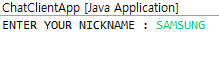 ChatClientApp [Java Application]
ENTER YOUR NICKNAME : SAMSUNG